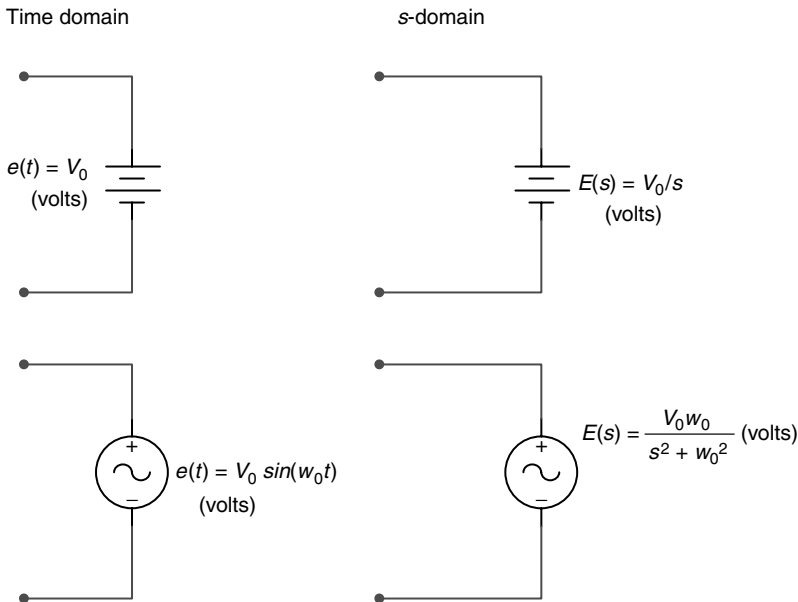 Time domain
s-domain
e(t) = V₀
(volts)
E(s) = V₀/s
(volts)
+
e(t) = V₀ sin(w₀t)
(volts)
−
+
E(s) = V₀w₀ / s² + w₀² (volts)
−